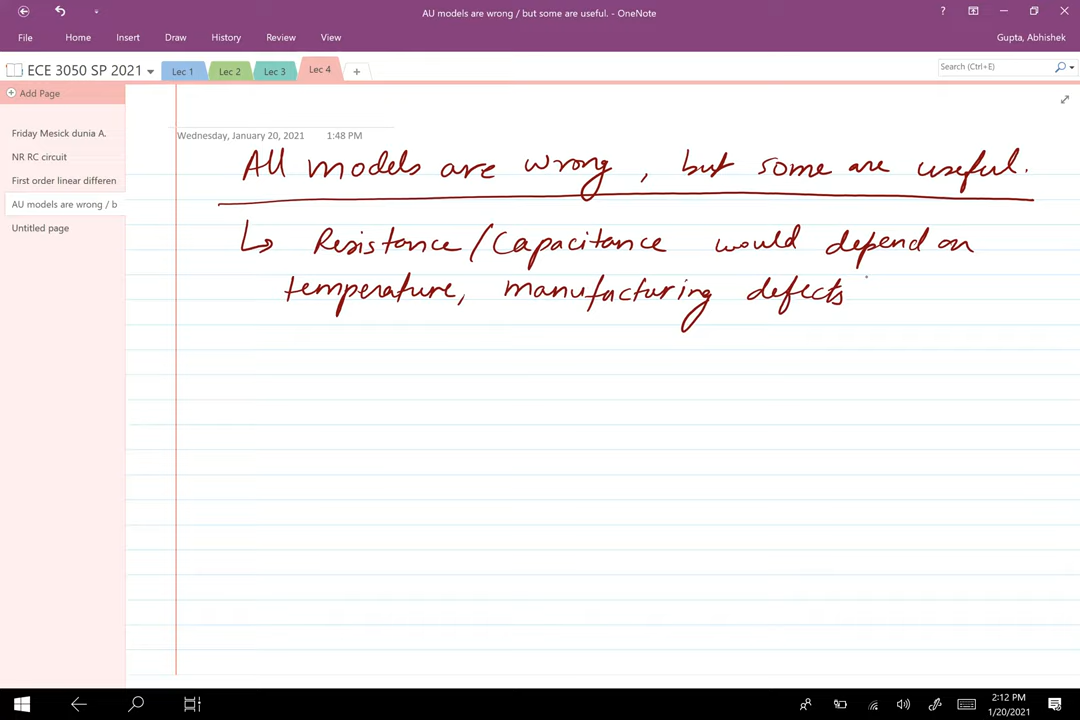 AU models are wrong / but some are useful. - OneNote
?
File Home Insert Draw History Review View
Gupta, Abhishek
ECE 3050 SP 2021
Lec 1 Lec 2 Lec 3 Lec 4 +
Search (Ctrl+E)
Add Page
Friday Mesick dunia A.
NR RC circuit
First order linear differen
AU models are wrong / b
Untitled page
Wednesday, January 20, 2021 1:48 PM
All models are wrong, but some are useful.
↳ Resistance/Capacitance would depend on
temperature, manufacturing defects
2:12 PM
1/20/2021